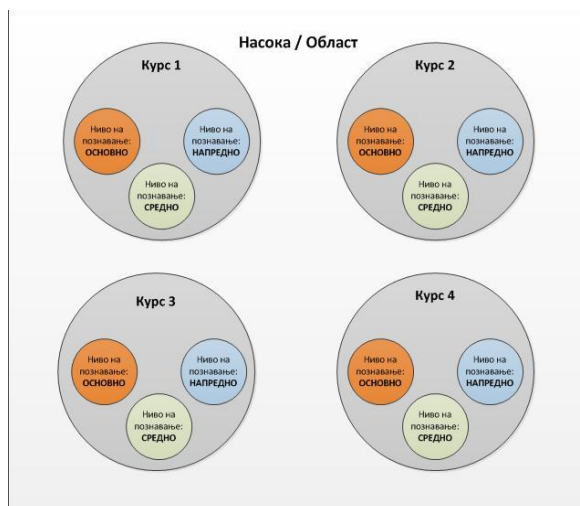 Насока / Област
Курс 1
Ниво на
познавање:
ОСНОВНО
Ниво на
познавање:
НАПРЕДНО
Ниво на
познавање:
СРЕДНО
Курс 2
Ниво на
познавање:
ОСНОВНО
Ниво на
познавање:
НАПРЕДНО
Ниво на
познавање:
СРЕДНО
Курс 3
Ниво на
познавање:
ОСНОВНО
Ниво на
познавање:
НАПРЕДНО
Ниво на
познавање:
СРЕДНО
Курс 4
Ниво на
познавање:
ОСНОВНО
Ниво на
познавање:
НАПРЕДНО
Ниво на
познавање:
СРЕДНО